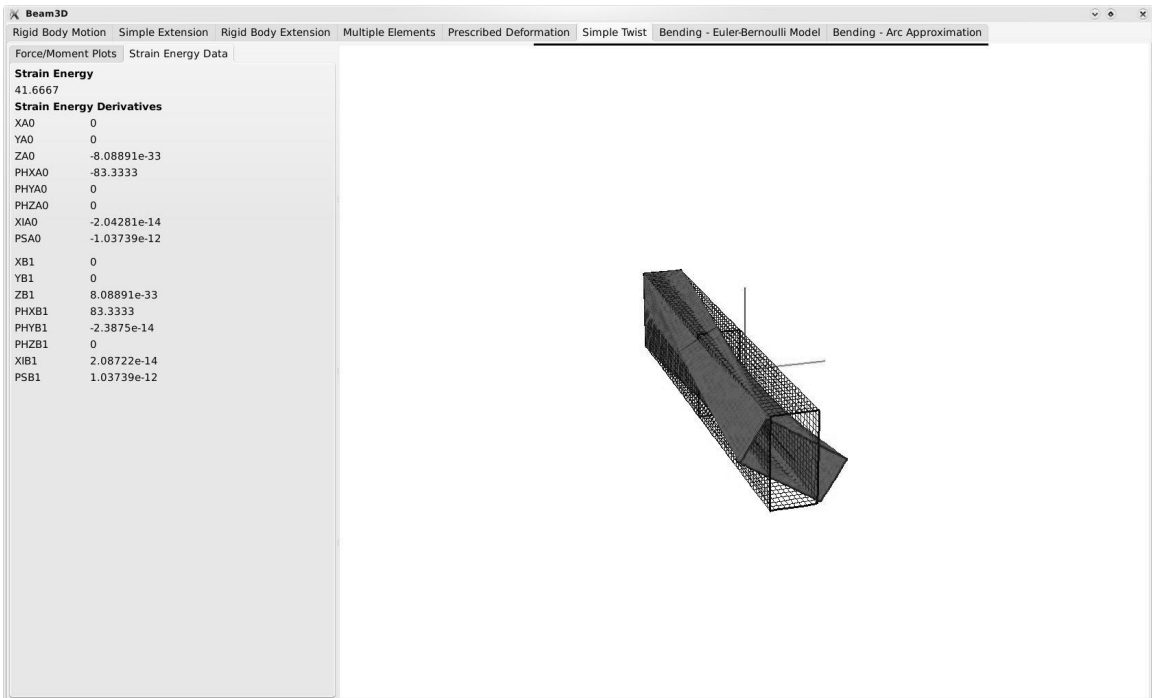 Beam3D
Rigid Body Motion Simple Extension Rigid Body Extension Multiple Elements Prescribed Deformation Simple Twist Bending - Euler-Bernoulli Model Bending - Arc Approximation
Force/Moment Plots Strain Energy Data
Strain Energy
41.6667
Strain Energy Derivatives
XA0 0
YA0 0
ZA0 -8.08891e-33
PHXA0 -83.3333
PHYA0 0
PHZA0 0
XIA0 -2.04281e-14
PSA0 -1.03739e-12
XB1 0
YB1 0
ZB1 8.08891e-33
PHXB1 83.3333
PHYB1 -2.3875e-14
PHZB1 0
XIB1 2.08722e-14
PSB1 1.03739e-12